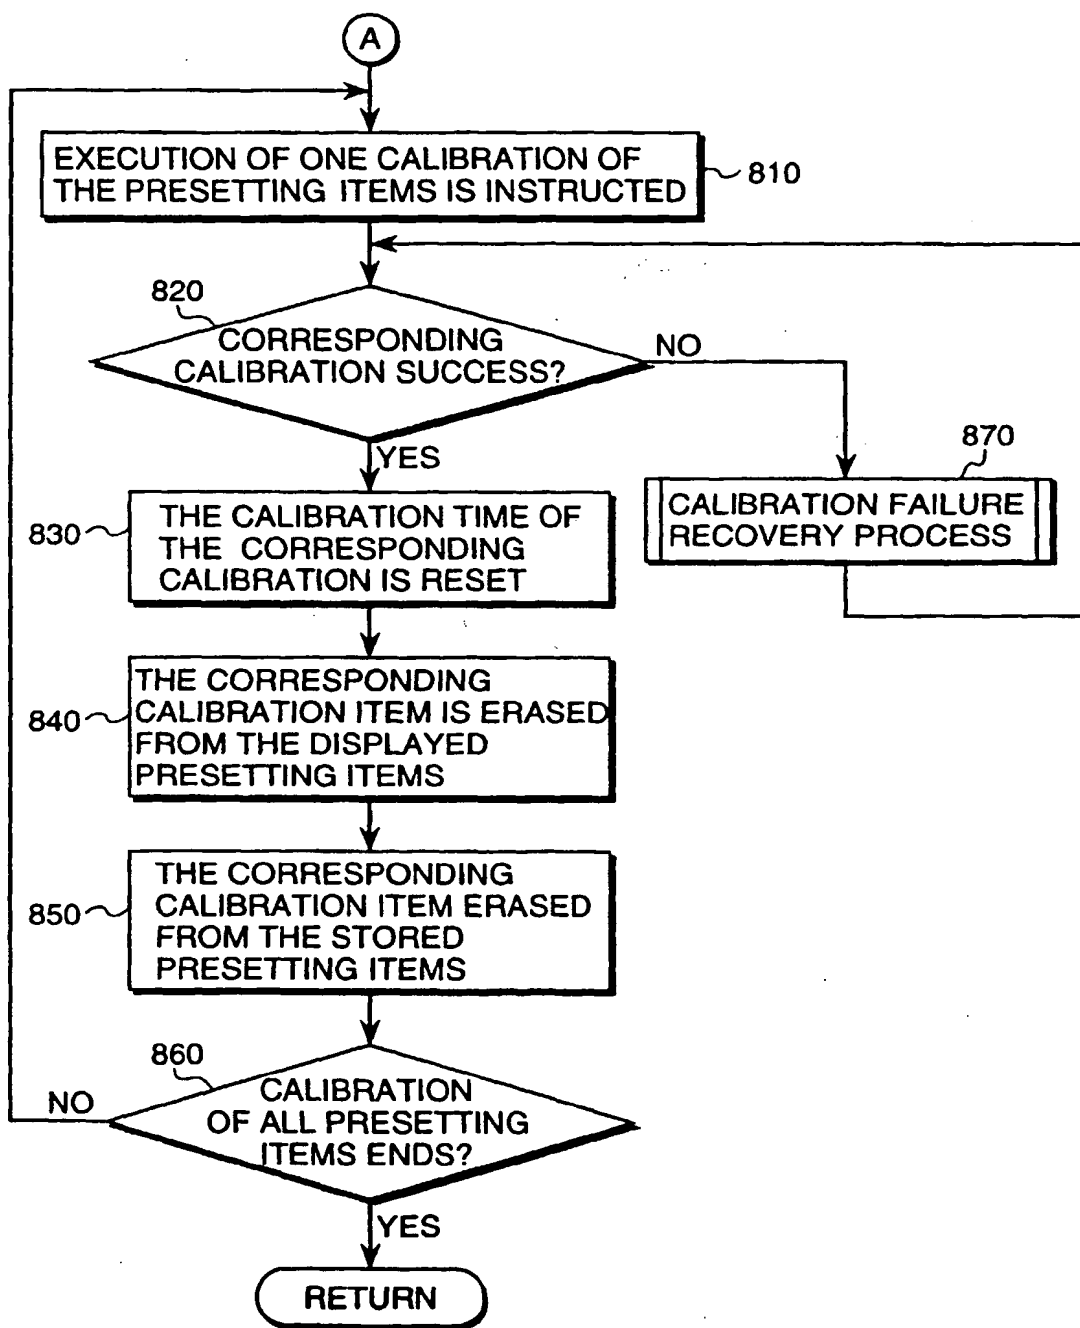 A
EXECUTION OF ONE CALIBRATION OF
THE PRESETTING ITEMS IS INSTRUCTED
810
820
CORRESPONDING
CALIBRATION SUCCESS?
NO
YES
870
CALIBRATION FAILURE
RECOVERY PROCESS
830
THE CALIBRATION TIME OF
THE CORRESPONDING
CALIBRATION IS RESET
840
THE CORRESPONDING
CALIBRATION ITEM IS ERASED
FROM THE DISPLAYED
PRESETTING ITEMS
850
THE CORRESPONDING
CALIBRATION ITEM ERASED
FROM THE STORED
PRESETTING ITEMS
860
NO
CALIBRATION
OF ALL PRESETTING
ITEMS ENDS?
YES
RETURN